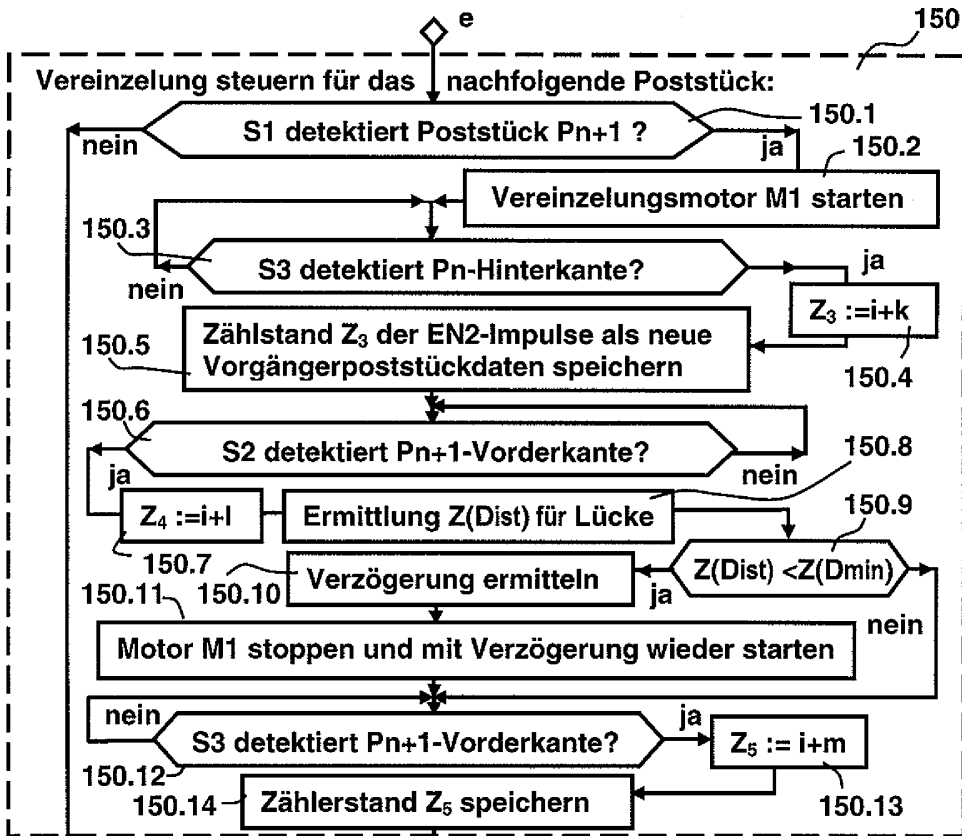 e
150
Vereinzelung steuern für das nachfolgende Poststück:
S1 detektiert Poststück Pn+1 ?
150.1
nein
ja
150.2
Vereinzelungsmotor M1 starten
150.3
S3 detektiert Pn-Hinterkante?
ja
nein
Z₃ :=i+k
150.4
150.5
Zählstand Z₃ der EN2-Impulse als neue
Vorgängerpoststückdaten speichern
150.6
S2 detektiert Pn+1-Vorderkante?
ja
nein
150.8
Z₄ :=i+l
150.7
Ermittlung Z(Dist) für Lücke
150.9
Z(Dist) <Z(Dmin)
ja
nein
150.10
Verzögerung ermitteln
150.11
Motor M1 stoppen und mit Verzögerung wieder starten
nein
S3 detektiert Pn+1-Vorderkante?
ja
150.12
Z₅ := i+m
150.13
150.14
Zählerstand Z₅ speichern